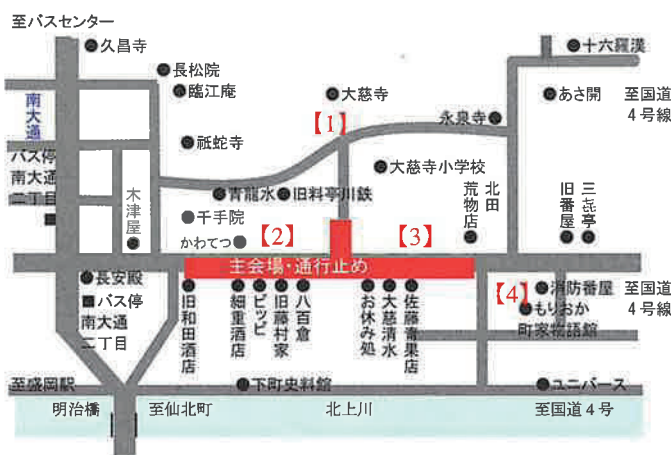 至バスセンター
久昌寺
十六羅漢
長松院
臨江庵
大慈寺
あさ開
至国道
4号線
南大通
【1】
永泉寺
バス停
南大通
二丁目
祇蛇寺
大慈寺小学校
木津屋
青龍水
旧料亭川鉄
北田
荒物店
旧番屋
三㐂亭
千手院
かわてつ
【2】
【3】
主会場・通行止め
長安殿
バス停
南大通
二丁目
旧和田酒店
細重酒店
ピッピ
旧藤村家
八百倉
お休み処
大慈清水
佐藤青果店
【4】
消防番屋
もりおか
町家物語館
至国道
4号線
至盛岡駅
下町史料館
ユニバース
明治橋
至仙北町
北上川
至国道4号